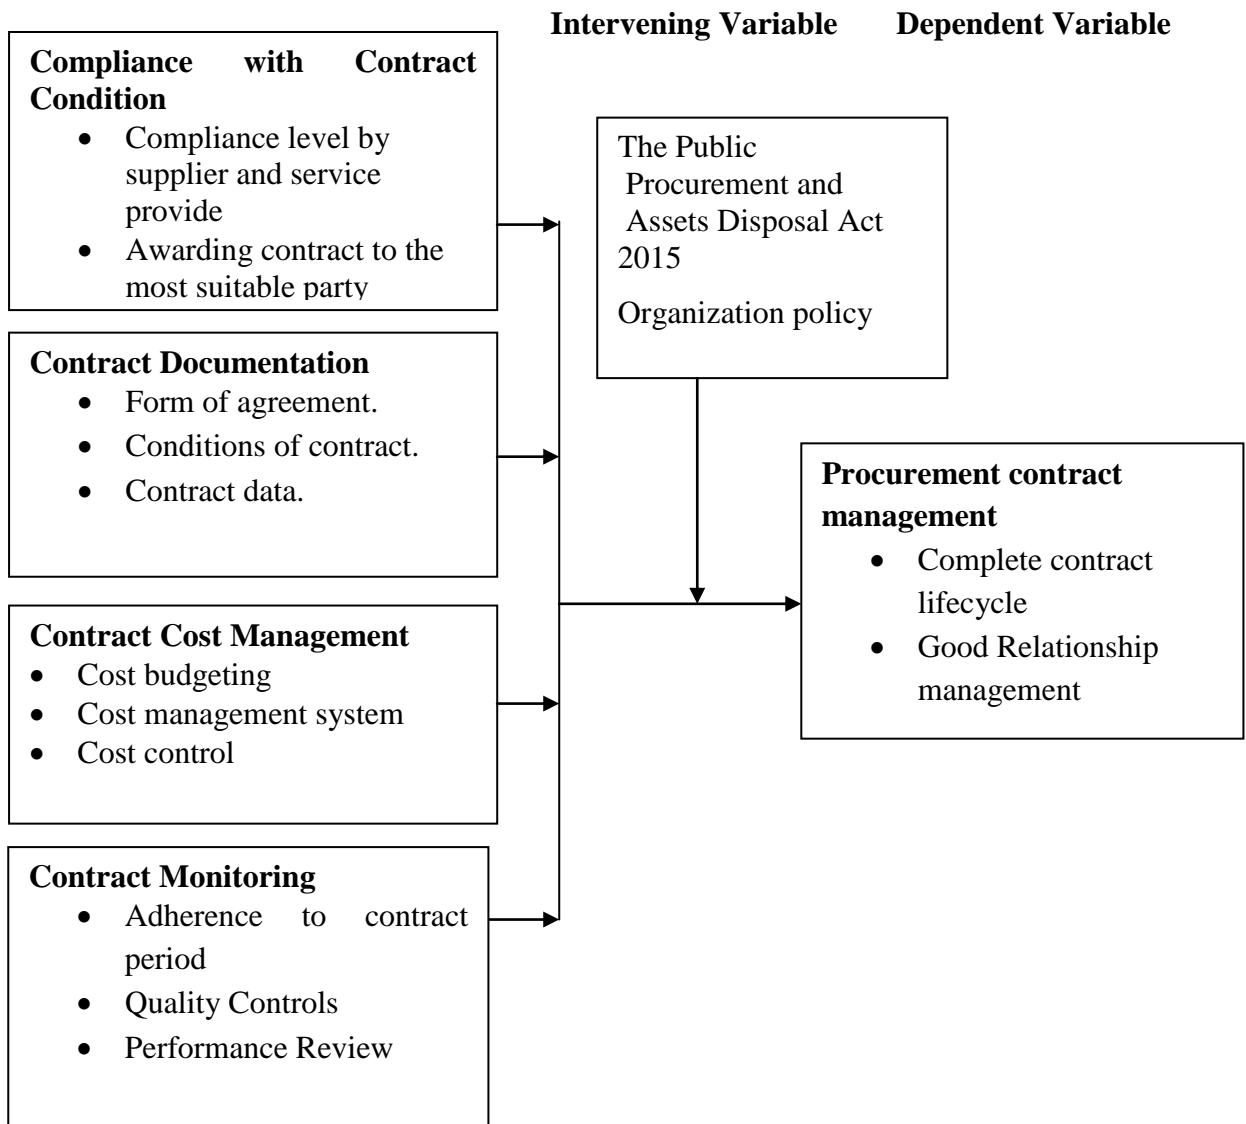 Intervening Variable Dependent Variable
Compliance with Contract
Condition
• Compliance level by
supplier and service
provide
• Awarding contract to the
most suitable party
Contract Documentation
• Form of agreement.
• Conditions of contract.
• Contract data.
Contract Cost Management
• Cost budgeting
• Cost management system
• Cost control
Contract Monitoring
• Adherence to contract
period
• Quality Controls
• Performance Review
The Public
Procurement and
Assets Disposal Act
2015
Organization policy
Procurement contract
management
• Complete contract
lifecycle
• Good Relationship
management